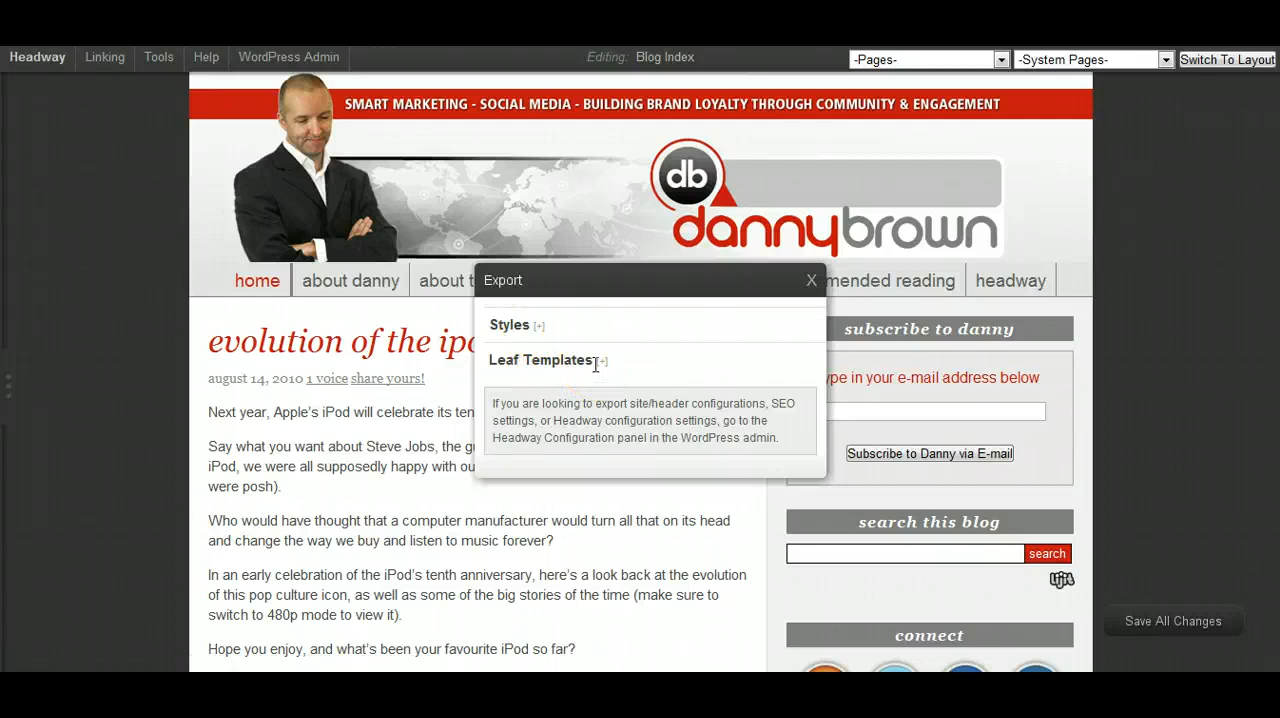 Headway Linking Tools Help WordPress Admin Editing: Blog Index -Pages- -System Pages- Switch To Layout
SMART MARKETING - SOCIAL MEDIA - BUILDING BRAND LOYALTY THROUGH COMMUNITY & ENGAGEMENT
db
dannybrown
home about danny about t mended reading headway
Export X
Styles [+]
Leaf Templates [+]
If you are looking to export site/header configurations, SEO
settings, or Headway configuration settings, go to the
Headway Configuration panel in the WordPress admin.
evolution of the ipo
august 14, 2010 1 voice share yours!
Next year, Apple's iPod will celebrate its ten
Say what you want about Steve Jobs, the gu
iPod, we were all supposedly happy with ou
were posh).
Who would have thought that a computer manufacturer would turn all that on its head
and change the way we buy and listen to music forever?
In an early celebration of the iPod's tenth anniversary, here's a look back at the evolution
of this pop culture icon, as well as some of the big stories of the time (make sure to
switch to 480p mode to view it).
Hope you enjoy, and what's been your favourite iPod so far?
subscribe to danny
ype in your e-mail address below
Subscribe to Danny via E-mail
search this blog
search
lijit
connect
Save All Changes